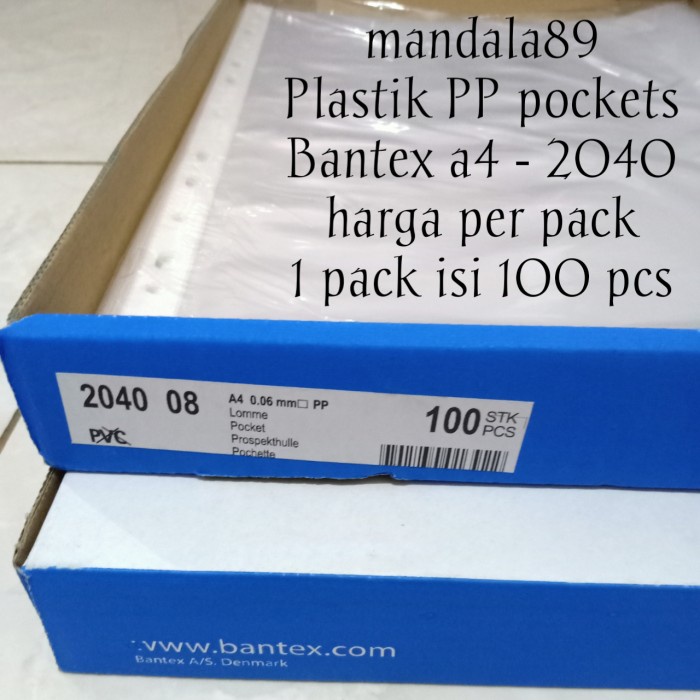 mandala89
Plastik PP pockets
Bantex a4 - 2040
harga per pack
1 pack isi 100 pcs
2040 08
PVC
A4 0.06 mm□ PP
Lomme
Pocket
Prospekthulle
Pochette
100 STK
PCS
www.bantex.com
Bantex A/S. Denmark